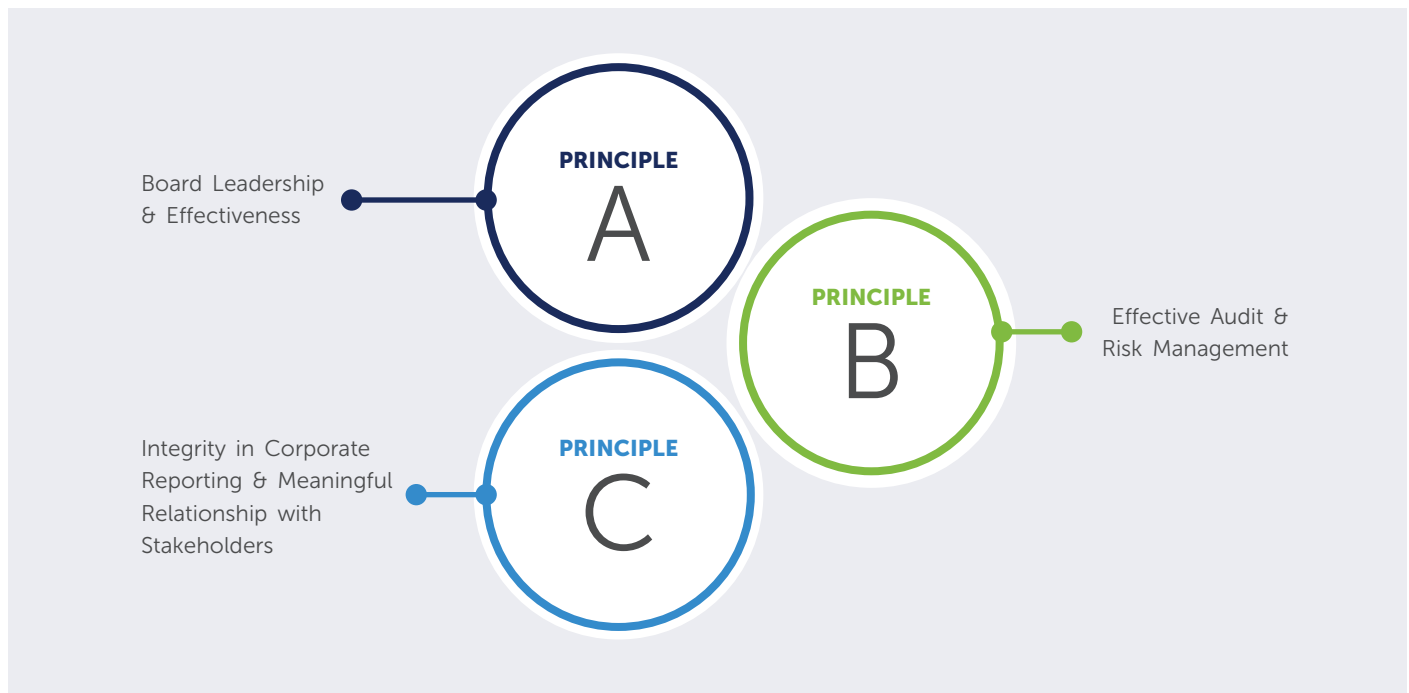 Board Leadership
& Effectiveness
PRINCIPLE
A
PRINCIPLE
B
Effective Audit &
Risk Management
Integrity in Corporate
Reporting & Meaningful
Relationship with
Stakeholders
PRINCIPLE
C